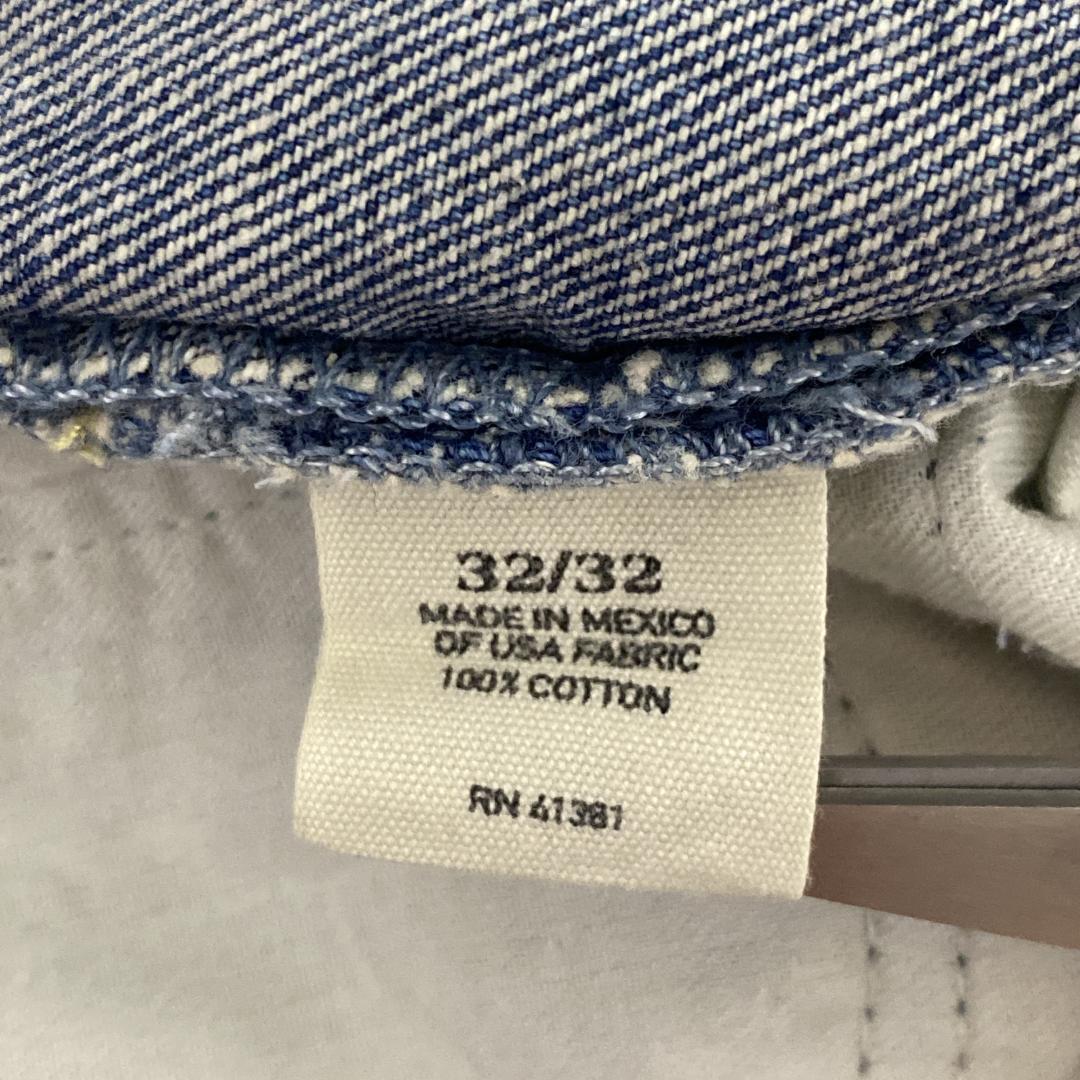 32/32
MADE IN MEXICO
OF USA FABRIC
100% COTTON
RN 41381